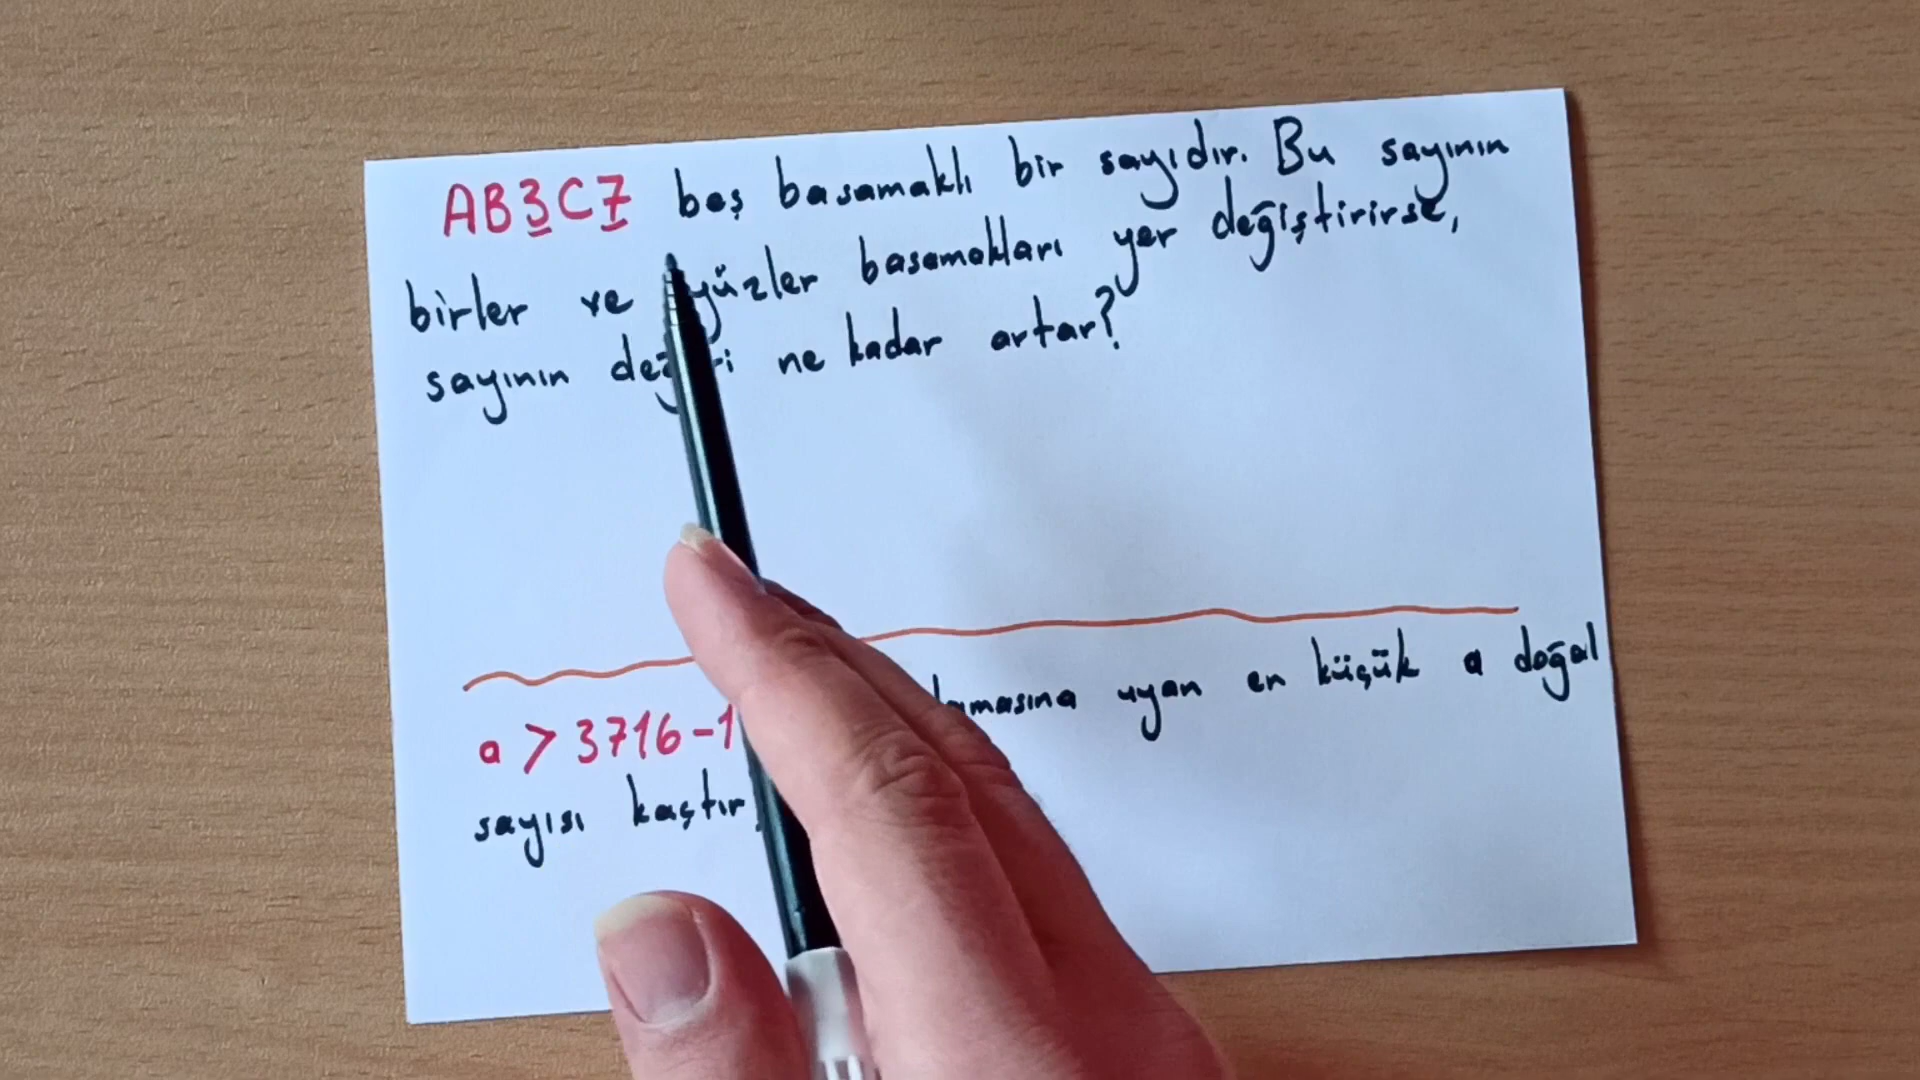 AB3C7 beş basamaklı bir sayıdır. Bu sayının
birler ve yüzler basamakları yer değiştirirse,
sayının değeri ne kadar artar?
a > 3716-1 uyan en küçük a doğal
sayısı kaçtır